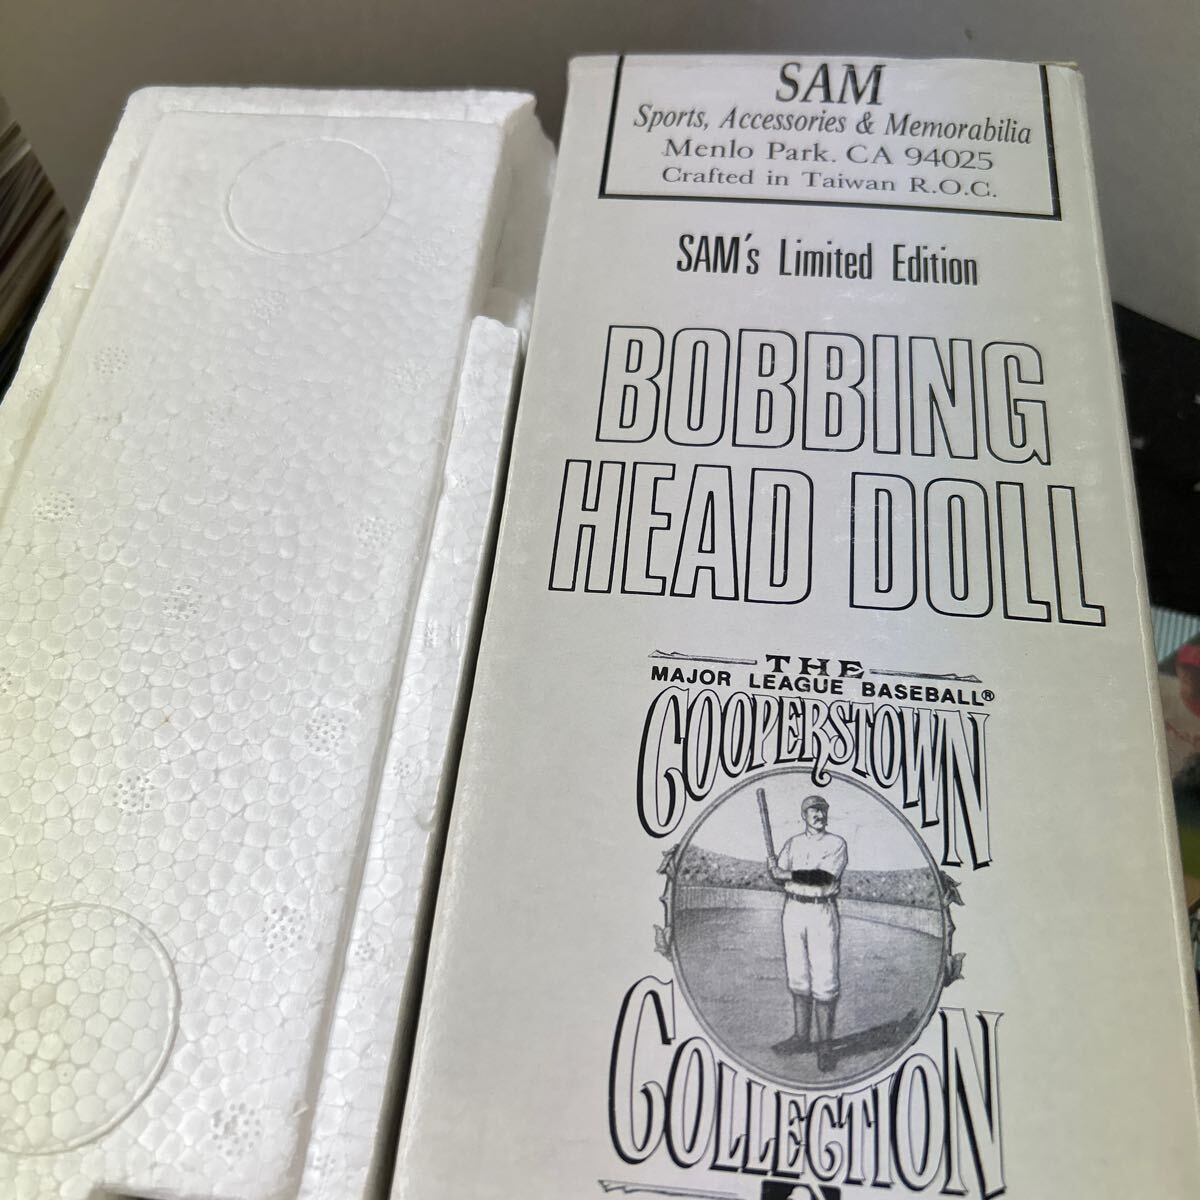 SAM
Sports, Accessories & Memorabilia
Menlo Park. CA 94025
Crafted in Taiwan R.O.C.
SAM's Limited Edition
BOBBING
HEAD DOLL
THE
MAJOR LEAGUE BASEBALL®
COOPERSTOWN
COLLECTION